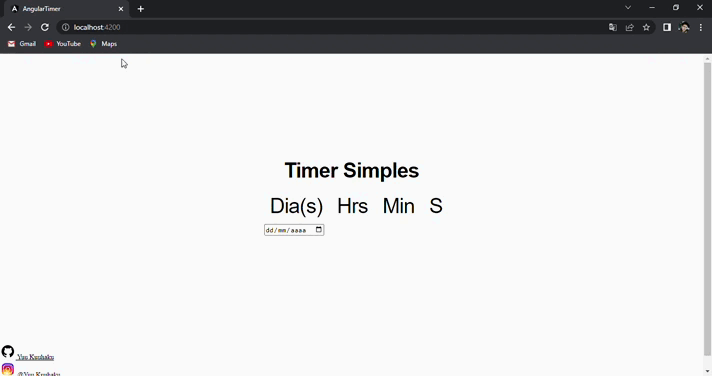 AngularTimer
localhost:4200
Gmail YouTube Maps
Timer Simples
Dia(s) Hrs Min S
dd/mm/aaaa
Yuu Kuuhaku
@Yuu Kuuhaku